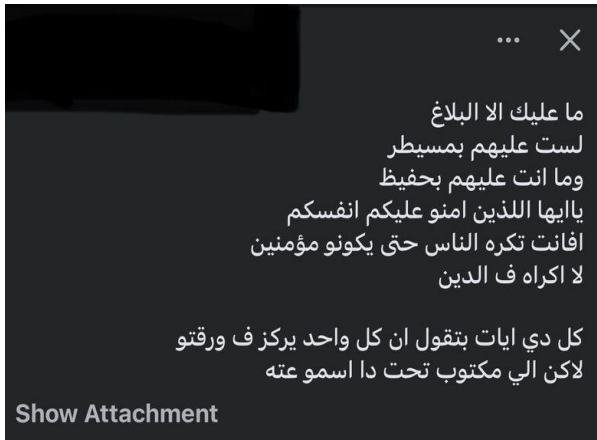 ما عليك الا البلاغ
لست عليهم بمسيطر
وما انت عليهم بحفيظ
ياايها اللذين امنو عليكم انفسكم
افانت تكره الناس حتى يكونو مؤمنين
لا اكراه ف الدين
كل دي ايات بتقول ان كل واحد يركز ف ورقتو
لاكن الي مكتوب تحت دا اسمو عته
Show Attachment